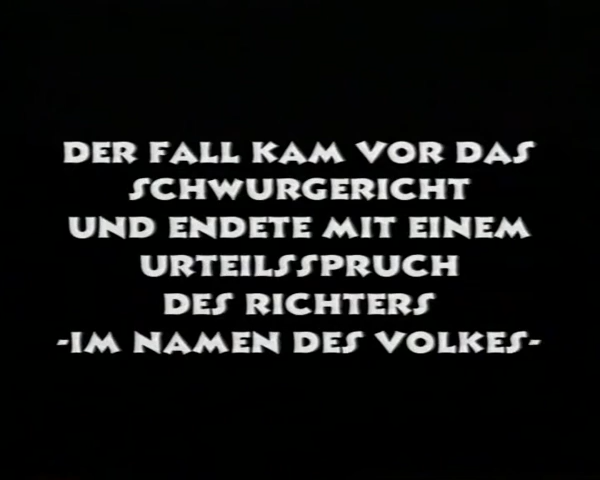 DER FALL KAM VOR DAS
SCHWURGERICHT
UND ENDETE MIT EINEM
URTEILSSPRUCH
DES RICHTERS
-IM NAMEN DES VOLKES-